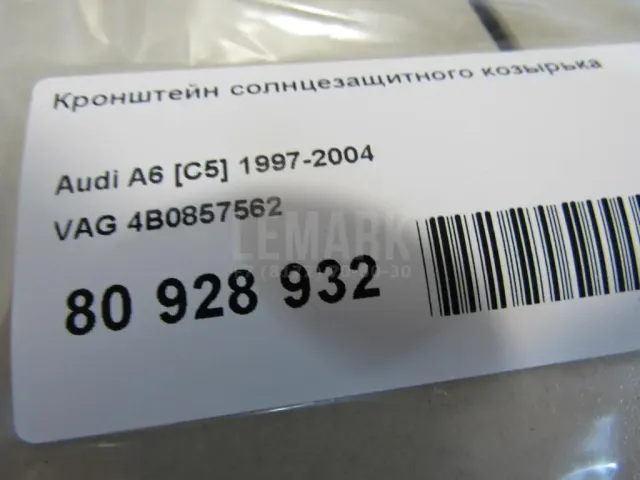 Кронштейн солнцезащитного козырька
Audi A6 [C5] 1997-2004
VAG 4B0857562
LEMARK
80 928 932